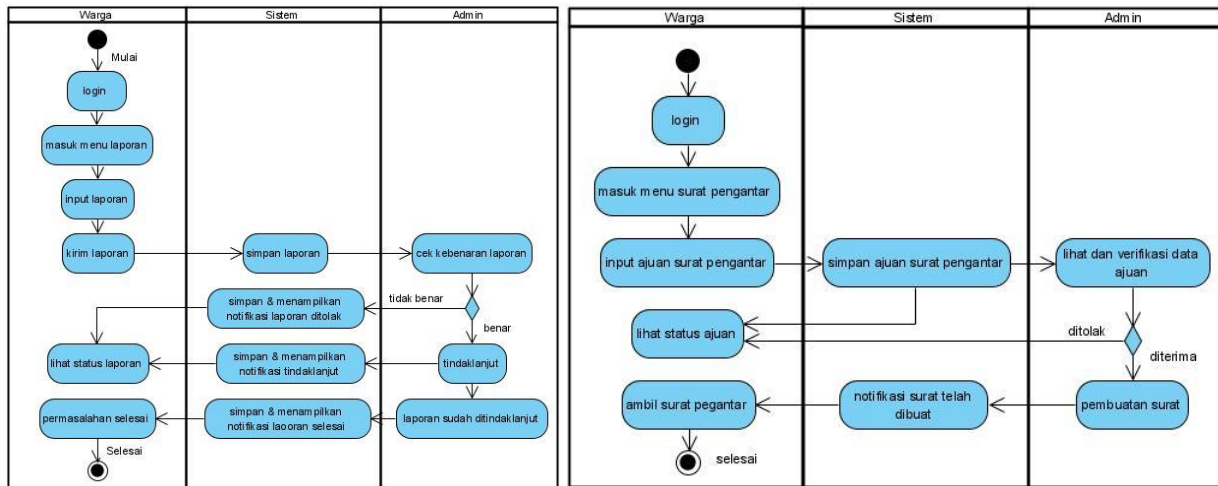 Warga
Sistem
Admin
Mulai
login
masuk menu laporan
input laporan
kirim laporan
simpan laporan
cek kebenaran laporan
tidak benar
simpan & menampilkan
notifikasi laporan ditolak
benar
lihat status laporan
simpan & menampilkan
notifikasi tindaklanjut
tindaklanjut
permasalahan selesai
simpan & menampilkan
notifikasi laooran selesai
laporan sudah ditindaklanjut
Selesai
Warga
Sistem
Admin
login
masuk menu surat pengantar
input ajuan surat pengantar
simpan ajuan surat pengantar
lihat dan verifikasi data
ajuan
lihat status ajuan
ditolak
diterima
ambil surat pegantar
notifikasi surat telah
dibuat
pembuatan surat
selesai